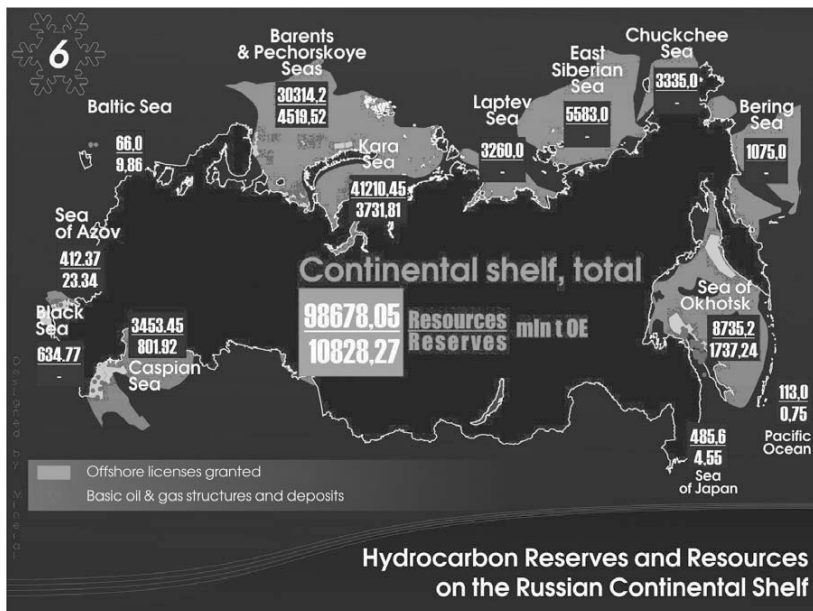 6
Barents
& Pechorskoye
Seas
30314,2
4519,52
Baltic Sea
66,0
9,86
Kara
Sea
41210,45
3731,81
Laptev
Sea
3260,0
-
East
Siberian
Sea
5583,0
-
Chuckchee
Sea
3335,0
-
Bering
Sea
1075,0
-
Sea
of Azov
412.37
23.34
Black
Sea
634.77
-
3453.45
801.92
Caspian
Sea
Continental shelf, total
98678,05
10828,27
Resources
Reserves
mln t OE
Sea of
Okhotsk
8735,2
1737,24
113,0
0,75
Pacific
Ocean
485,6
4,55
Sea
of Japan
Offshore licenses granted
Basic oil & gas structures and deposits
Designed by Mineral
Hydrocarbon Reserves and Resources
on the Russian Continental Shelf